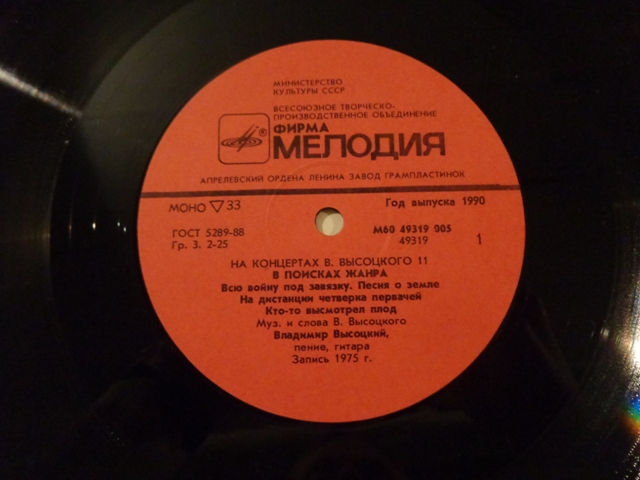 МИНИСТЕРСТВО
КУЛЬТУРЫ СССР
ВСЕСОЮЗНОЕ ТВОРЧЕСКО-
ПРОИЗВОДСТВЕННОЕ ОБЪЕДИНЕНИЕ
ФИРМА
МЕЛОДИЯ
АПРЕЛЕВСКИЙ ОРДЕНА ЛЕНИНА ЗАВОД ГРАМПЛАСТИНОК
МОНО ▽ 33
Год выпуска 1990
ГОСТ 5289-88
М60 49319 005
Гр. 3. 2-25
49319
1
НА КОНЦЕРТАХ В. ВЫСОЦКОГО 11
В ПОИСКАХ ЖАНРА
Всю войну под завязку. Песня о земле
На дистанции четверка первачей
Кто-то высмотрел плод
Муз. и слова В. Высоцкого
Владимир Высоцкий,
пение, гитара
Запись 1975 г.